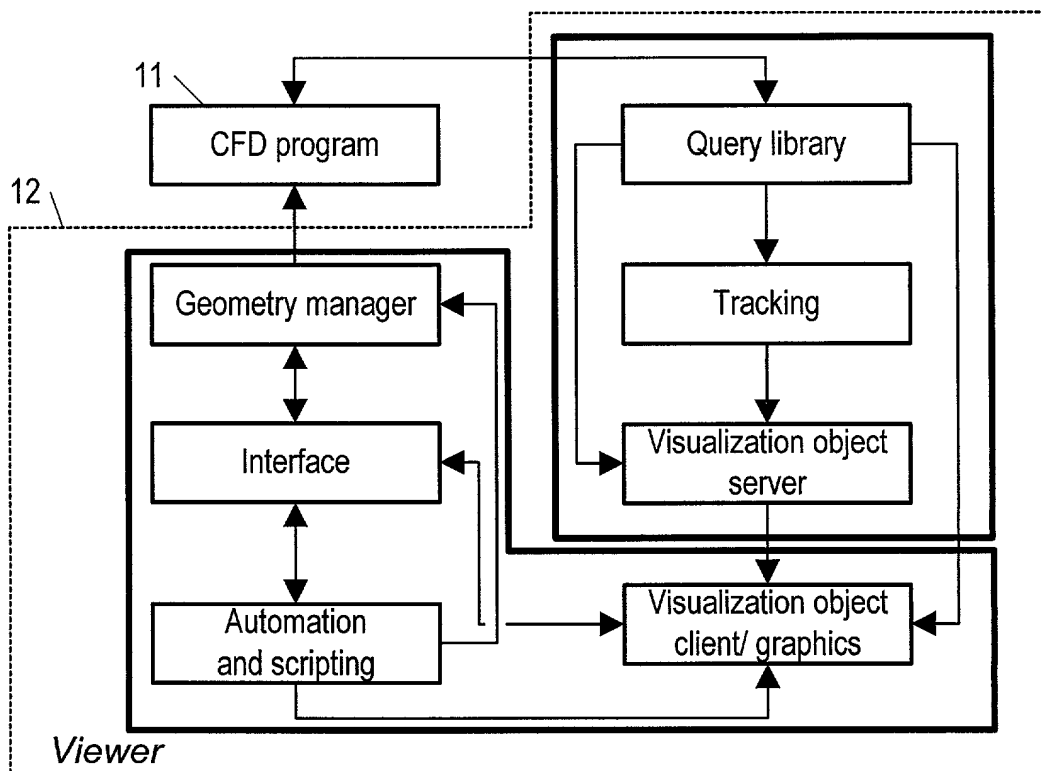 11
CFD program
Query library
12
Geometry manager
Tracking
Interface
Visualization object
server
Automation
and scripting
Visualization object
client/ graphics
Viewer